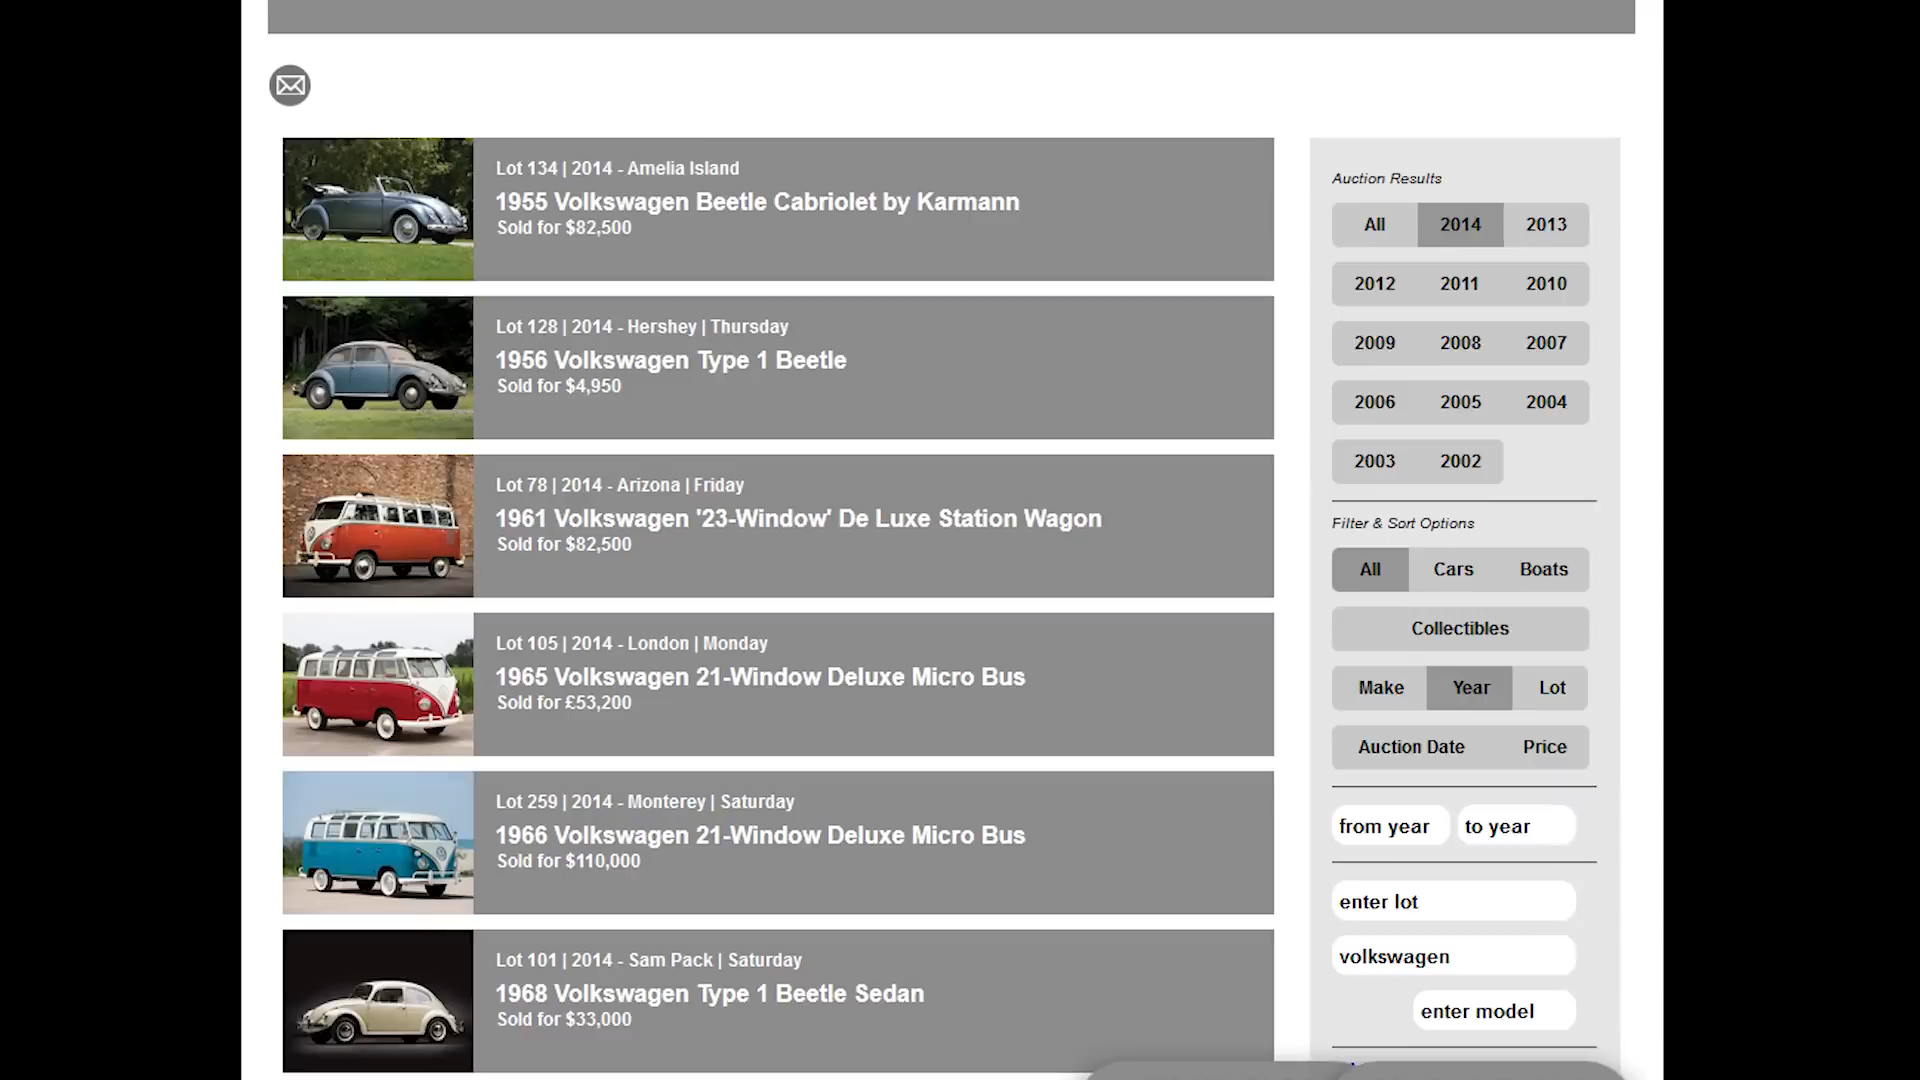 Lot 134 | 2014 - Amelia Island
1955 Volkswagen Beetle Cabriolet by Karmann
Sold for $82,500
Lot 128 | 2014 - Hershey | Thursday
1956 Volkswagen Type 1 Beetle
Sold for $4,950
Lot 78 | 2014 - Arizona | Friday
1961 Volkswagen '23-Window' De Luxe Station Wagon
Sold for $82,500
Lot 105 | 2014 - London | Monday
1965 Volkswagen 21-Window Deluxe Micro Bus
Sold for £53,200
Lot 259 | 2014 - Monterey | Saturday
1966 Volkswagen 21-Window Deluxe Micro Bus
Sold for $110,000
Lot 101 | 2014 - Sam Pack | Saturday
1968 Volkswagen Type 1 Beetle Sedan
Sold for $33,000
Auction Results
All 2014 2013
2012 2011 2010
2009 2008 2007
2006 2005 2004
2003 2002
Filter & Sort Options
All Cars Boats
Collectibles
Make Year Lot
Auction Date Price
from year to year
enter lot
volkswagen
enter model